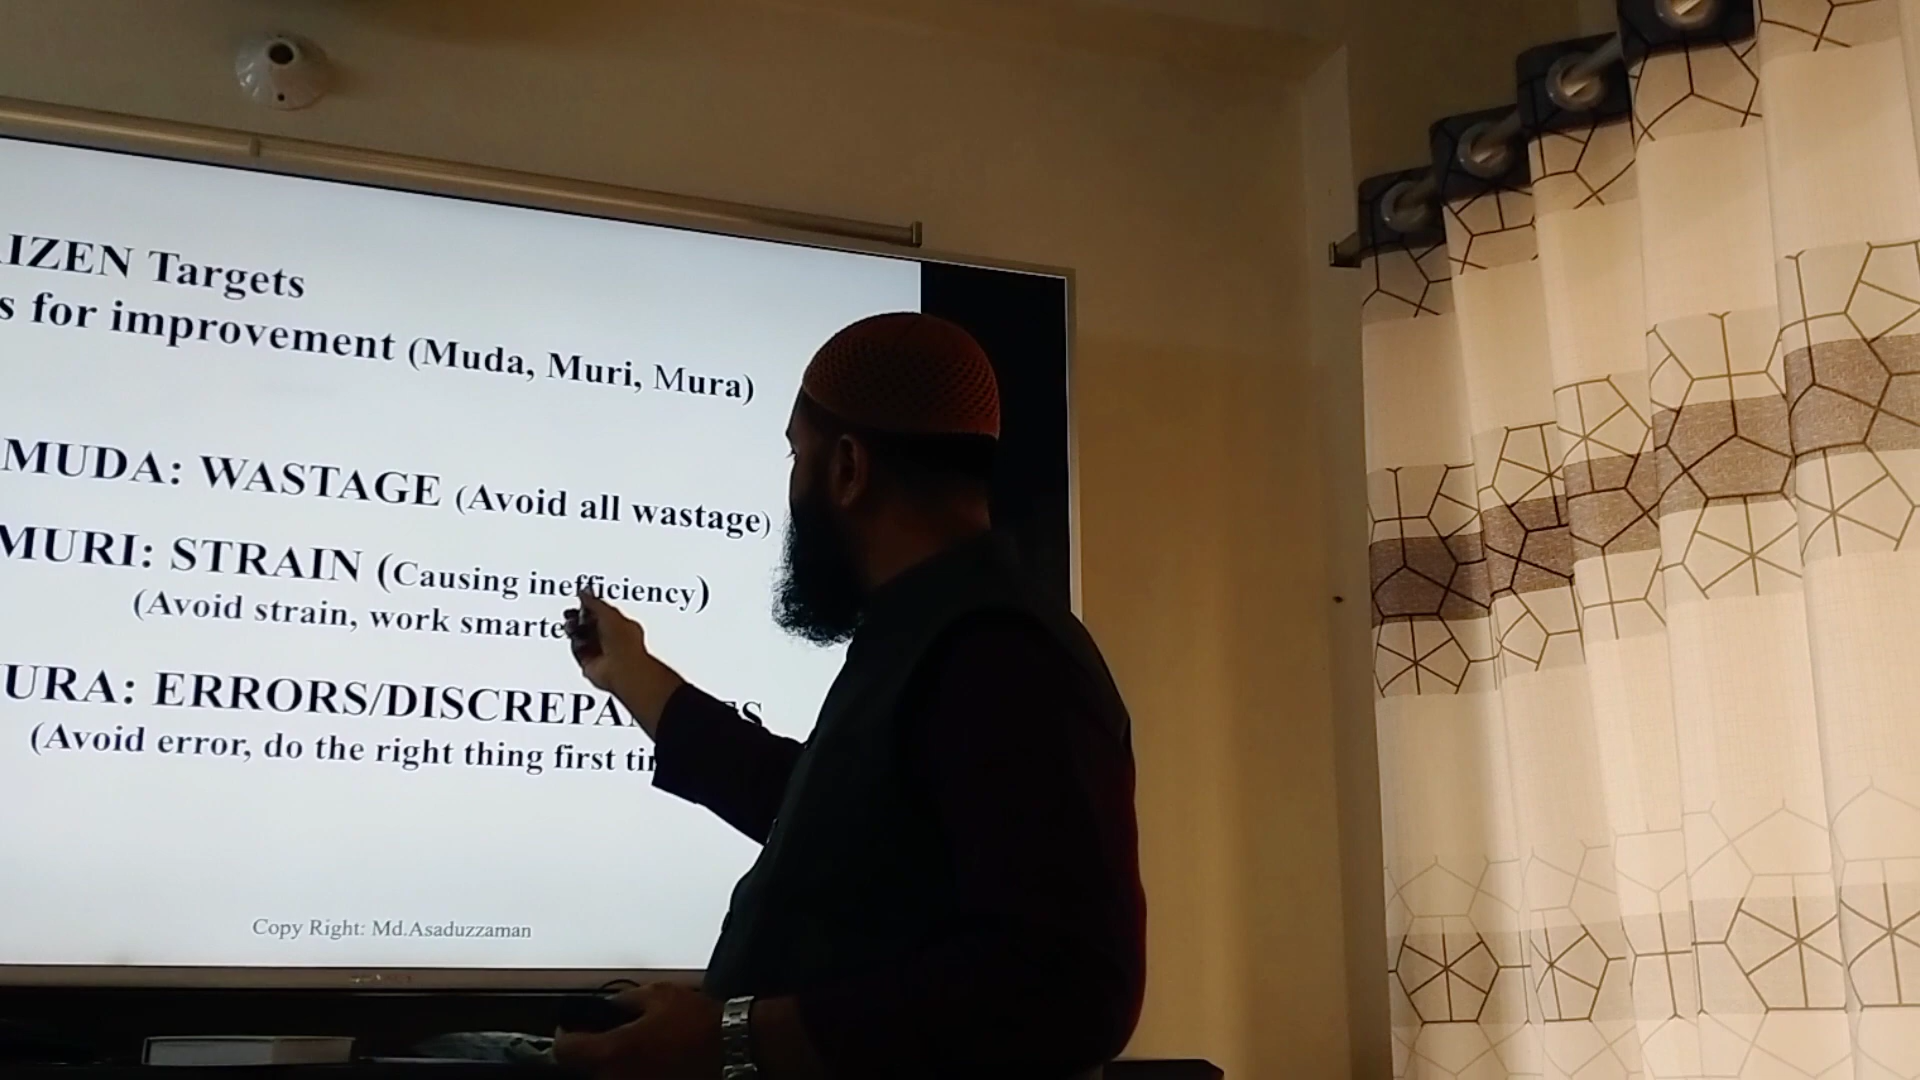 IZEN Targets
s for improvement (Muda, Muri, Mura)
MUDA: WASTAGE (Avoid all wastage)
MURI: STRAIN (Causing inefficiency)
(Avoid strain, work smarte
URA: ERRORS/DISCREPA ES
(Avoid error, do the right thing first ti
Copy Right: Md.Asaduzzaman